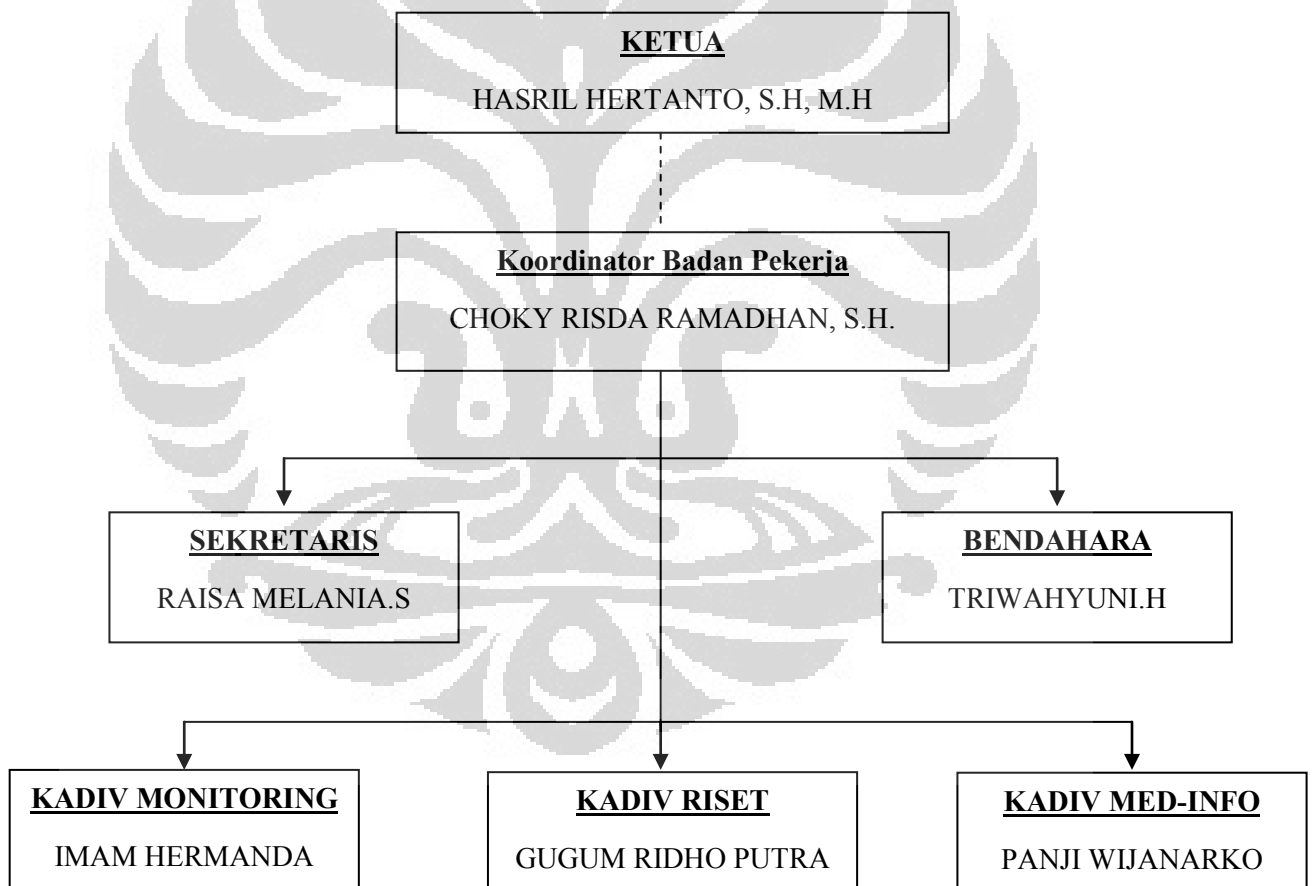 KETUA
HASRIL HERTANTO, S.H, M.H
Koordinator Badan Pekerja
CHOKY RISDA RAMADHAN, S.H.
SEKRETARIS
RAISA MELANIA.S
BENDAHARA
TRIWAHYUNI.H
KADIV MONITORING
IMAM HERMANDA
KADIV RISET
GUGUM RIDHO PUTRA
KADIV MED-INFO
PANJI WIJANARKO